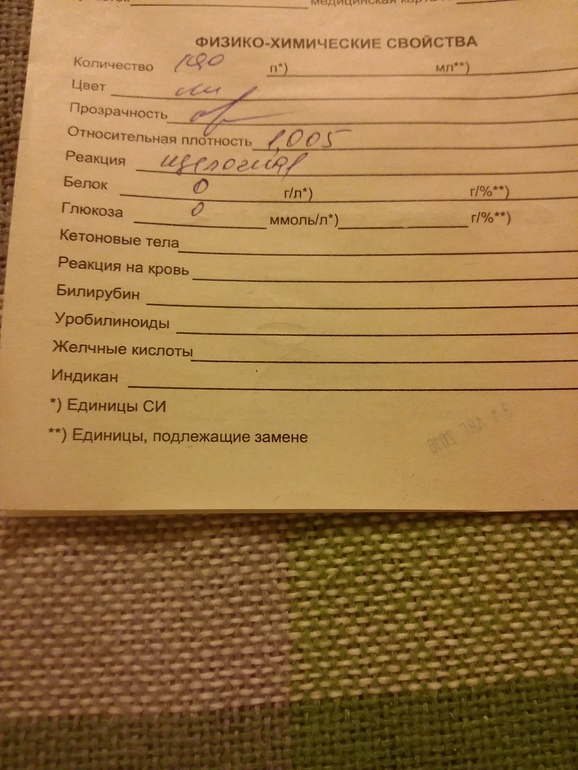 медицинская карта
ФИЗИКО-ХИМИЧЕСКИЕ СВОЙСТВА
Количество п*) мл**)
Цвет
Прозрачность
Относительная плотность 1,005
Реакция щелочная
Белок 0 г/л*) г/%**)
Глюкоза 0 ммоль/л*) г/%**)
Кетоновые тела
Реакция на кровь
Билирубин
Уробилиноиды
Желчные кислоты
Индикан
*) Единицы СИ
**) Единицы, подлежащие замене